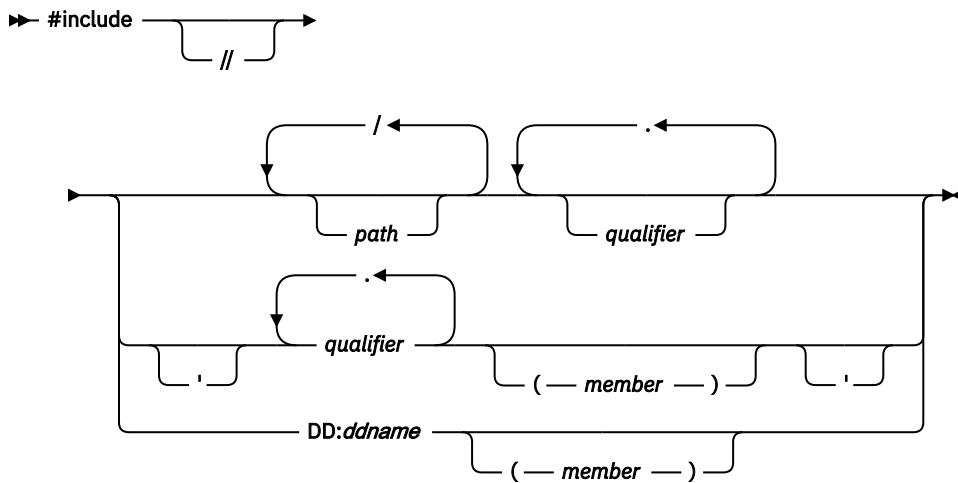 #include
//
/ .
path qualifier
.
qualifier
' ( member ) '
DD:ddname
( member )